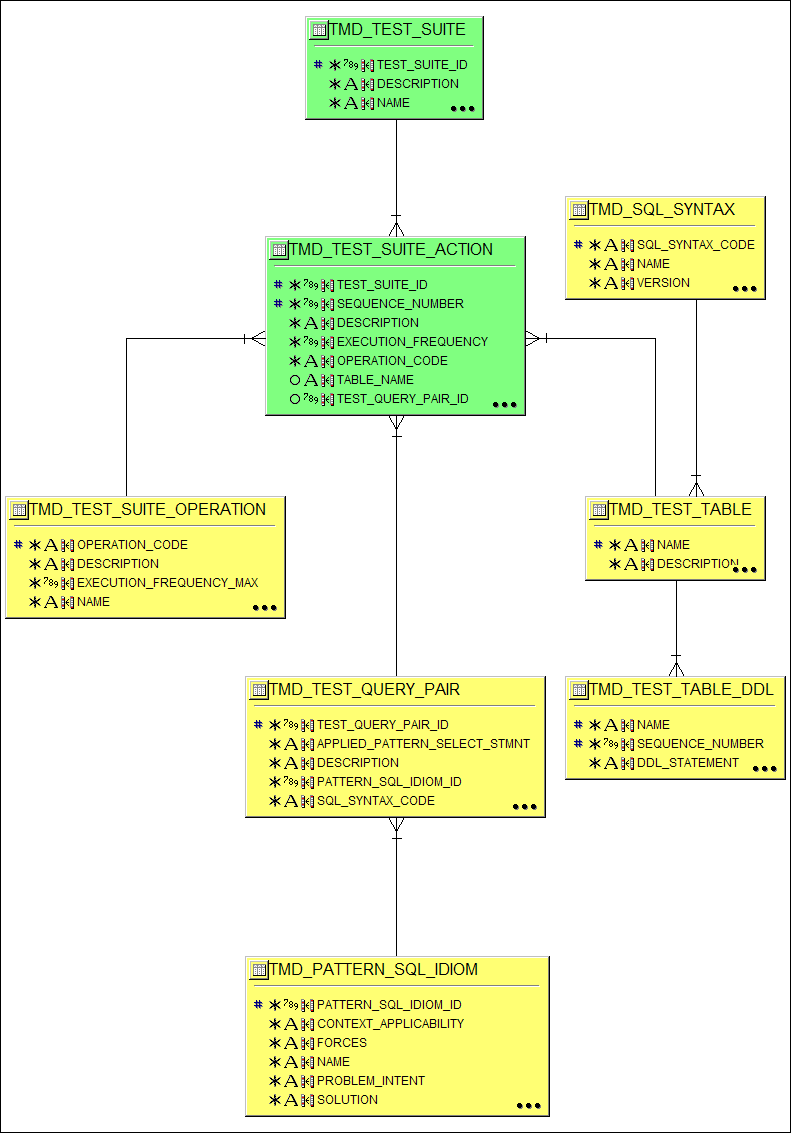 TMD_TEST_SUITE
# * 789 TEST_SUITE_ID
* A DESCRIPTION
* A NAME
TMD_SQL_SYNTAX
# * A SQL_SYNTAX_CODE
* A NAME
* A VERSION
TMD_TEST_SUITE_ACTION
# * 789 TEST_SUITE_ID
# * 789 SEQUENCE_NUMBER
* A DESCRIPTION
* 789 EXECUTION_FREQUENCY
* A OPERATION_CODE
O A TABLE_NAME
O 789 TEST_QUERY_PAIR_ID
TMD_TEST_SUITE_OPERATION
# * A OPERATION_CODE
* A DESCRIPTION
* 789 EXECUTION_FREQUENCY_MAX
* A NAME
TMD_TEST_TABLE
# * A NAME
* A DESCRIPTION
TMD_TEST_QUERY_PAIR
# * 789 TEST_QUERY_PAIR_ID
* A APPLIED_PATTERN_SELECT_STMNT
* A DESCRIPTION
* 789 PATTERN_SQL_IDIOM_ID
* A SQL_SYNTAX_CODE
TMD_TEST_TABLE_DDL
# * A NAME
# * 789 SEQUENCE_NUMBER
* A DDL_STATEMENT
TMD_PATTERN_SQL_IDIOM
# * 789 PATTERN_SQL_IDIOM_ID
* A CONTEXT_APPLICABILITY
* A FORCES
* A NAME
* A PROBLEM_INTENT
* A SOLUTION